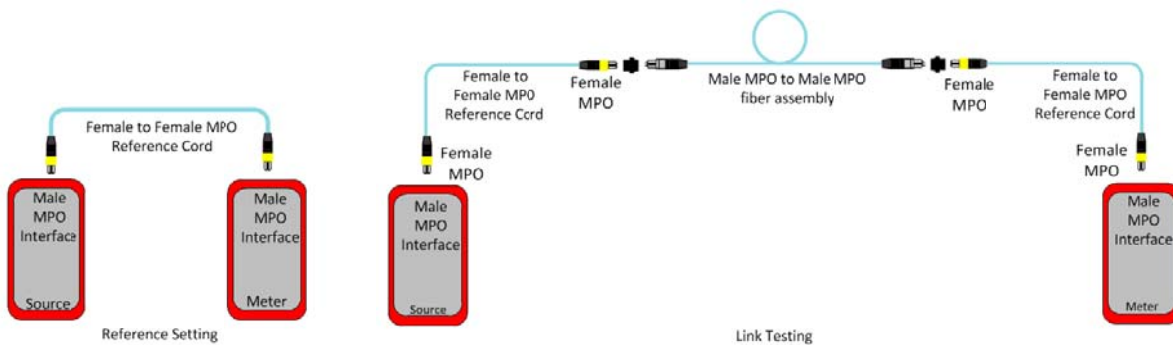 Female to Female MPO
Reference Cord
Male
MPO
Interface
Source
Male
MPO
Interface
Meter
Reference Setting
Female to
Female MP0
Reference Cord
Female
MPO
Male MPO to Male MPO
fiber assembly
Female
MPO
Female to
Female MPO
Reference Cord
Female
MPO
Female
MPO
Male
MPO
Interface
Source
Male
MPO
Interface
Meter
Link Testing